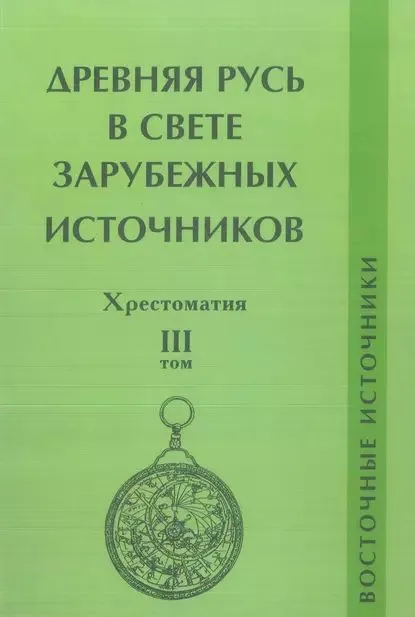 ДРЕВНЯЯ РУСЬ
В СВЕТЕ
ЗАРУБЕЖНЫХ
ИСТОЧНИКОВ
Хрестоматия
III
том
ВОСТОЧНЫЕ ИСТОЧНИКИ